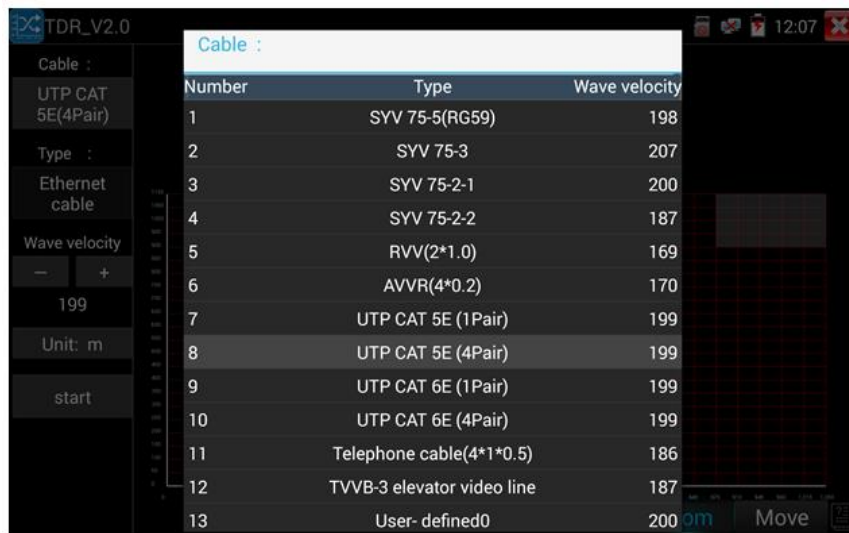 TDR_V2.0
12:07
Cable :
UTP CAT
5E(4Pair)
Type :
Ethernet
cable
Wave velocity
− +
199
Unit: m
start
Cable :
Number Type Wave velocity
1 SYV 75-5(RG59) 198
2 SYV 75-3 207
3 SYV 75-2-1 200
4 SYV 75-2-2 187
5 RVV(2*1.0) 169
6 AVVR(4*0.2) 170
7 UTP CAT 5E (1Pair) 199
8 UTP CAT 5E (4Pair) 199
9 UTP CAT 6E (1Pair) 199
10 UTP CAT 6E (4Pair) 199
11 Telephone cable(4*1*0.5) 186
12 TVVB-3 elevator video line 187
13 User- defined0 200
om Move